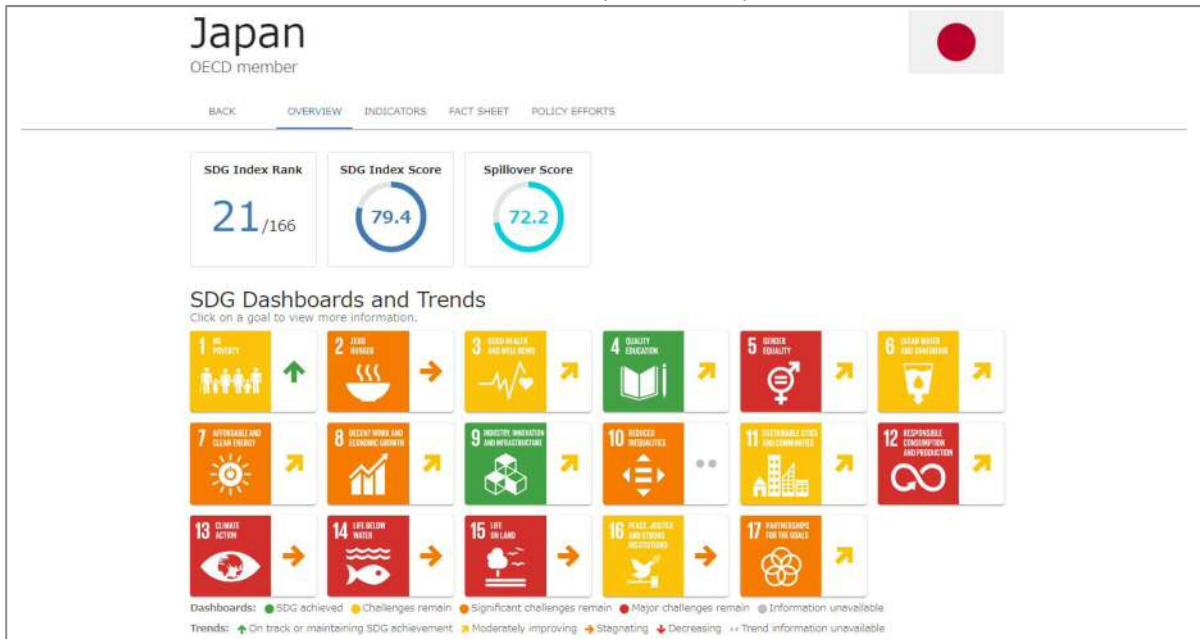 Japan
OECD member
BACK OVERVIEW INDICATORS FACT SHEET POLICY EFFORTS
SDG Index Rank SDG Index Score Spillover Score
21/166 79.4 72.2
SDG Dashboards and Trends
Click on a goal to view more information.
1 NO POVERTY
2 ZERO HUNGER
3 GOOD HEALTH AND WELL-BEING
4 QUALITY EDUCATION
5 GENDER EQUALITY
6 CLEAN WATER AND SANITATION
7 AFFORDABLE AND CLEAN ENERGY
8 DECENT WORK AND ECONOMIC GROWTH
9 INDUSTRY, INNOVATION AND INFRASTRUCTURE
10 REDUCED INEQUALITIES
11 SUSTAINABLE CITIES AND COMMUNITIES
12 RESPONSIBLE CONSUMPTION AND PRODUCTION
13 CLIMATE ACTION
14 LIFE BELOW WATER
15 LIFE ON LAND
16 PEACE, JUSTICE AND STRONG INSTITUTIONS
17 PARTNERSHIPS FOR THE GOALS
Dashboards: SDG achieved Challenges remain Significant challenges remain Major challenges remain Information unavailable
Trends: On track or maintaining SDG achievement Moderately improving Stagnating Decreasing Trend information unavailable